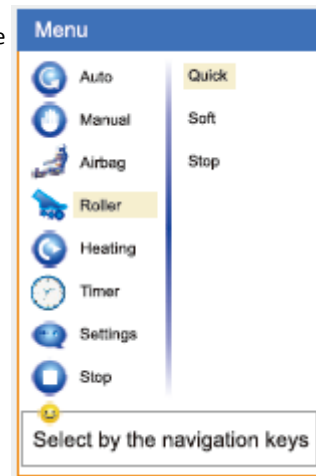 e
Menu
Auto
Manual
Airbag
Roller
Heating
Timer
Settings
Stop
Quick
Soft
Stop
Select by the navigation keys